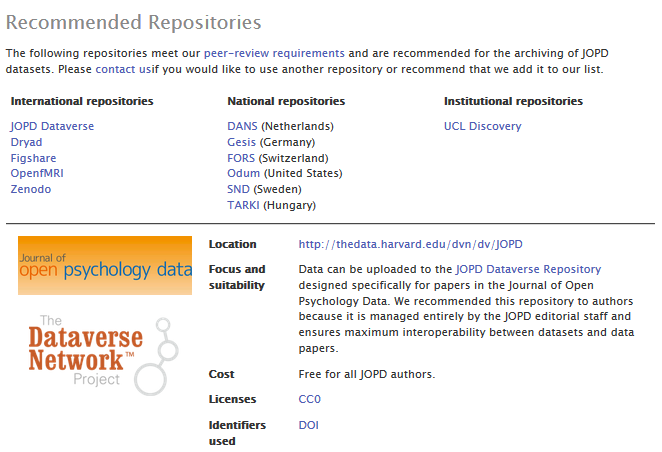 Recommended Repositories
The following repositories meet our peer-review requirements and are recommended for the archiving of JOPD
datasets. Please contact usif you would like to use another repository or recommend that we add it to our list.
International repositories
JOPD Dataverse
Dryad
Figshare
OpenfMRI
Zenodo
National repositories
DANS (Netherlands)
Gesis (Germany)
FORS (Switzerland)
Odum (United States)
SND (Sweden)
TARKI (Hungary)
Institutional repositories
UCL Discovery
Journal of
open psychology data
The
Dataverse
Network™
Project
Location
http://thedata.harvard.edu/dvn/dv/JOPD
Focus and
suitability
Data can be uploaded to the JOPD Dataverse Repository
designed specifically for papers in the Journal of Open
Psychology Data. We recommended this repository to authors
because it is managed entirely by the JOPD editorial staff and
ensures maximum interoperability between datasets and data
papers.
Cost
Free for all JOPD authors.
Licenses
CC0
Identifiers
used
DOI